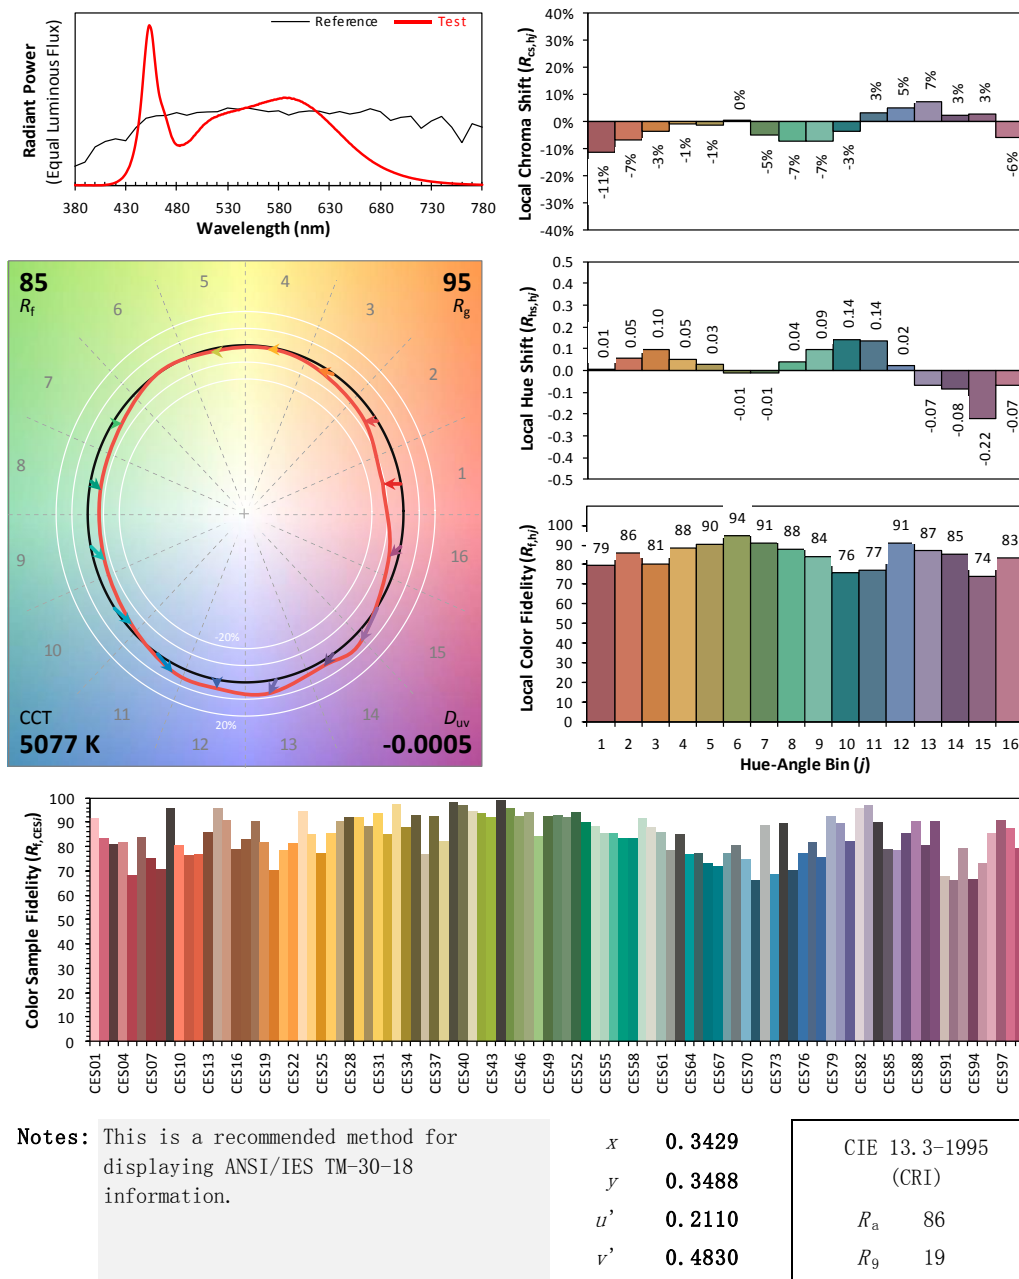 Reference
Test
Radiant Power
(Equal Luminous Flux)
380 430 480 530 580 630 680 730 780
Wavelength (nm)
Local Chroma Shift (Rcs,hj)
40%
30%
20%
10%
0%
-10%
-20%
-30%
-40%
-11% -7% -3% -1% -1% 0% -5% -7% -7% -3% 3% 5% 7% 3% 3% -6%
85
Rf
95
Rg
1
2
3
4
5
6
7
8
9
10
11
12
13
14
15
16
-20%
20%
CCT
5077 K
Duv
-0.0005
Local Hue Shift (Rhs,hj)
0.5
0.4
0.3
0.2
0.1
0.0
-0.1
-0.2
-0.3
-0.4
-0.5
0.01 0.05 0.10 0.05 0.03 -0.01 -0.01 0.04 0.09 0.14 0.14 0.02 -0.07 -0.08 -0.22 -0.07
Local Color Fidelity (Rf,hj)
100
90
80
70
60
50
40
30
20
10
0
79 86 81 88 90 94 91 88 84 76 77 91 87 85 74 83
1 2 3 4 5 6 7 8 9 10 11 12 13 14 15 16
Hue-Angle Bin (j)
Color Sample Fidelity (Rf,CESi)
100
90
80
70
60
50
40
30
20
10
0
CES01 CES04 CES07 CES10 CES13 CES16 CES19 CES22 CES25 CES28 CES31 CES34 CES37 CES40 CES43 CES46 CES49 CES52 CES55 CES58 CES61 CES64 CES67 CES70 CES73 CES76 CES79 CES82 CES85 CES88 CES91 CES94 CES97
Notes: This is a recommended method for
displaying ANSI/IES TM-30-18
information.
x 0.3429
y 0.3488
u' 0.2110
v' 0.4830
CIE 13.3-1995
(CRI)
Ra 86
R9 19